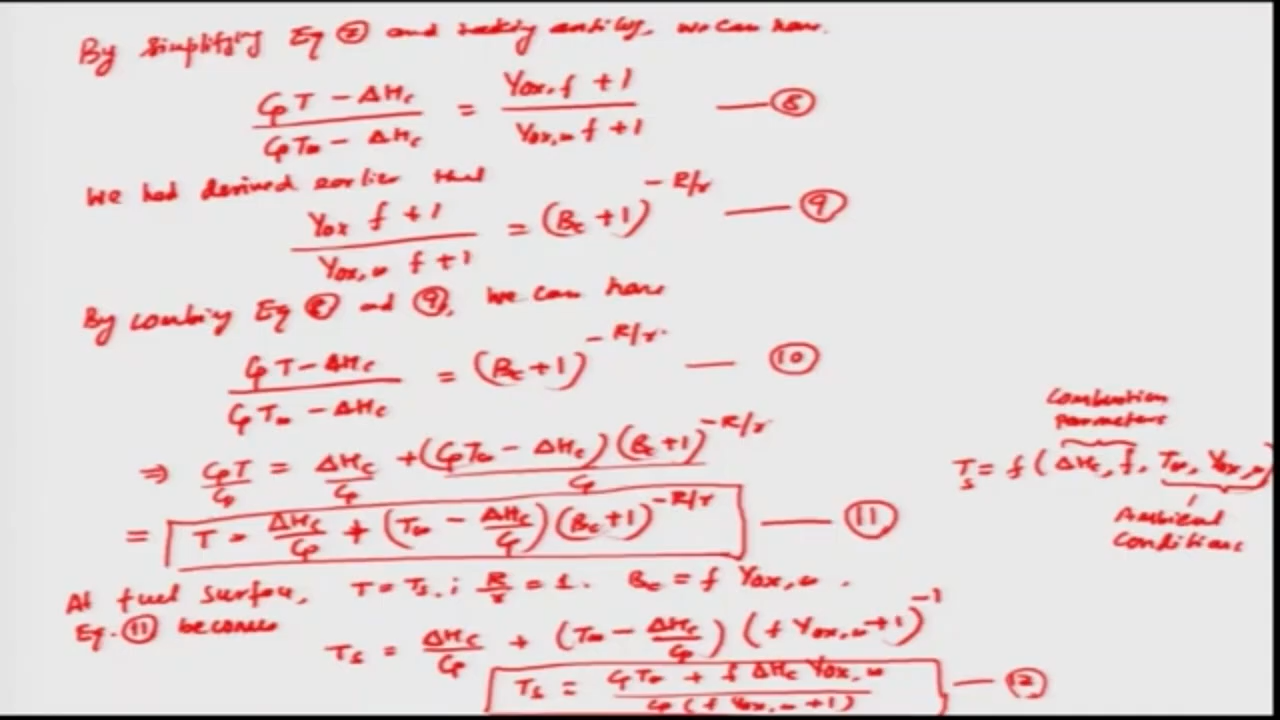 By simplifying Eq ⑦ and taking antilog, we can have.
(CpT − ΔHc) / (CpT∞ − ΔHc) = (Yox.f + 1) / (Yox,∞ f + 1) — ⑧
We had derived earlier that
(Yox f + 1) / (Yox,∞ f + 1) = (Bc + 1)^(−R/r) — ⑨
By combing Eq ⑧ and ⑨, we can have
(CpT − ΔHc) / (CpT∞ − ΔHc) = (Bc + 1)^(−R/r) — ⑩
⇒ CpT / Cp = ΔHc / Cp + (CpT∞ − ΔHc)(Bc + 1)^(−R/r) / Cp
= T = ΔHc/Cp + (T∞ − ΔHc/Cp)(Bc + 1)^(−R/r) — ⑪
At fuel surface, T = Ts; R/r = 1. Bc = f Yox,∞.
Eq. ⑪ becomes
Ts = ΔHc/Cp + (T∞ − ΔHc/Cp)(f Yox,∞ + 1)^(−1)
Ts = (CpT∞ + f ΔHc Yox,∞) / (Cp(f Yox,∞ + 1)) — ⑫
Combustion
Parameters
Ts = f(ΔHc, f, T∞, Yox,∞)
Ambient
Conditions